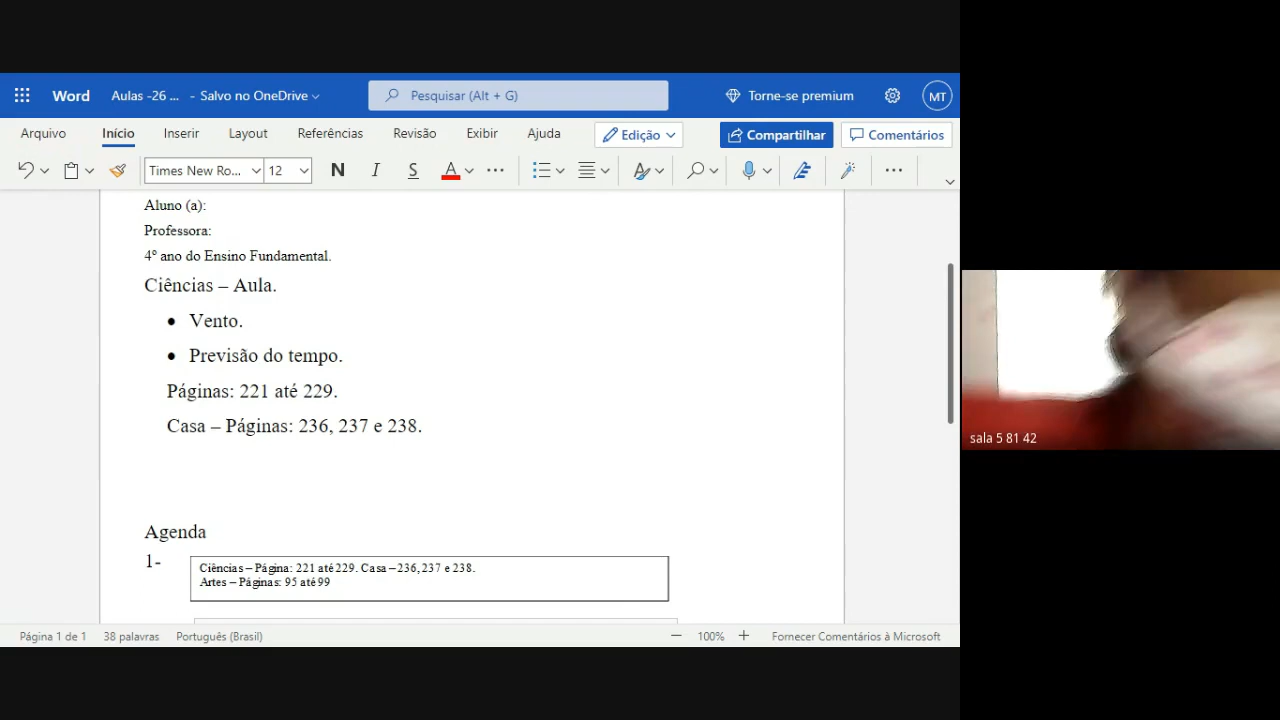 Word Aulas -26 ... - Salvo no OneDrive Pesquisar (Alt + G) Torne-se premium MT
Arquivo Início Inserir Layout Referências Revisão Exibir Ajuda Edição Compartilhar Comentários
Times New Ro... 12 N I S A ...
Aluno (a):
Professora:
4º ano do Ensino Fundamental.
Ciências – Aula.
• Vento.
• Previsão do tempo.
Páginas: 221 até 229.
Casa – Páginas: 236, 237 e 238.
sala 5 81 42
Agenda
1-
Ciências – Página: 221 até 229. Casa – 236, 237 e 238.
Artes – Páginas: 95 até 99
Página 1 de 1 38 palavras Português (Brasil) — 100% + Fornecer Comentários à Microsoft